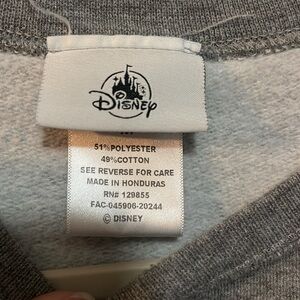 Disney
51%POLYESTER
49%COTTON
SEE REVERSE FOR CARE
MADE IN HONDURAS
RN# 129855
FAC-045906-20244
© DISNEY